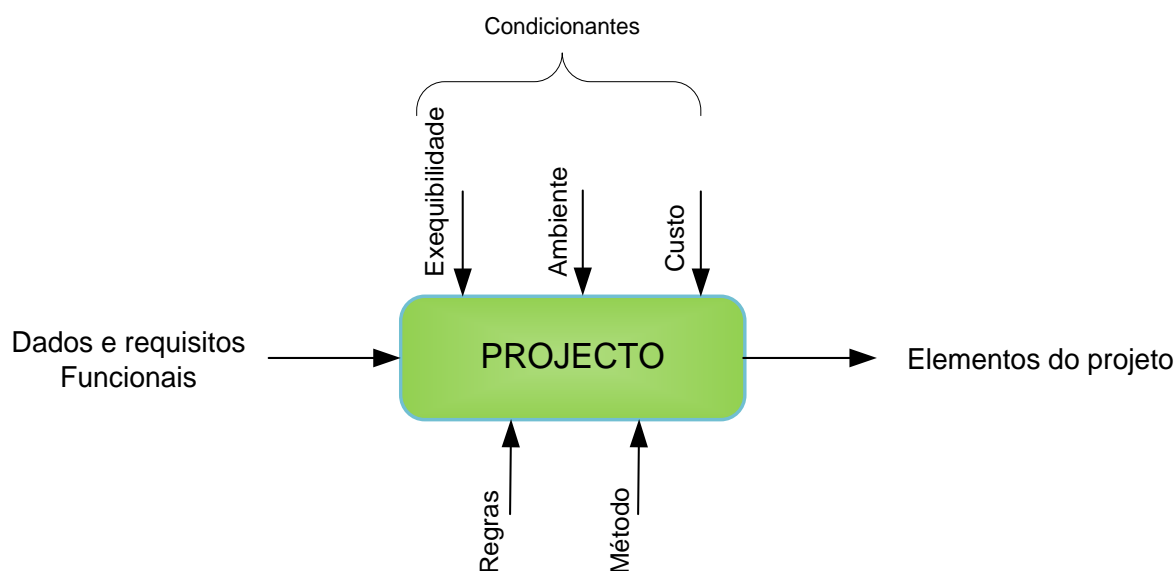 Condicionantes
Exequibilidade
Ambiente
Custo
Dados e requisitos
Funcionais
PROJECTO
Elementos do projeto
Regras
Método